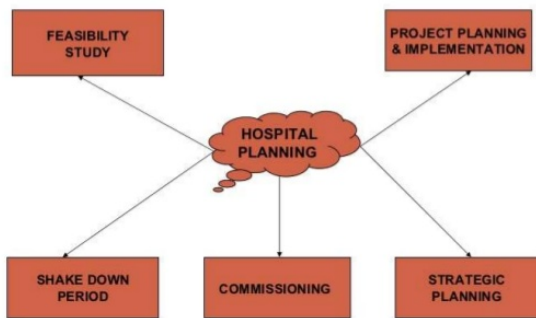 FEASIBILITY
STUDY
PROJECT PLANNING
& IMPLEMENTATION
HOSPITAL
PLANNING
SHAKE DOWN
PERIOD
COMMISSIONING
STRATEGIC
PLANNING